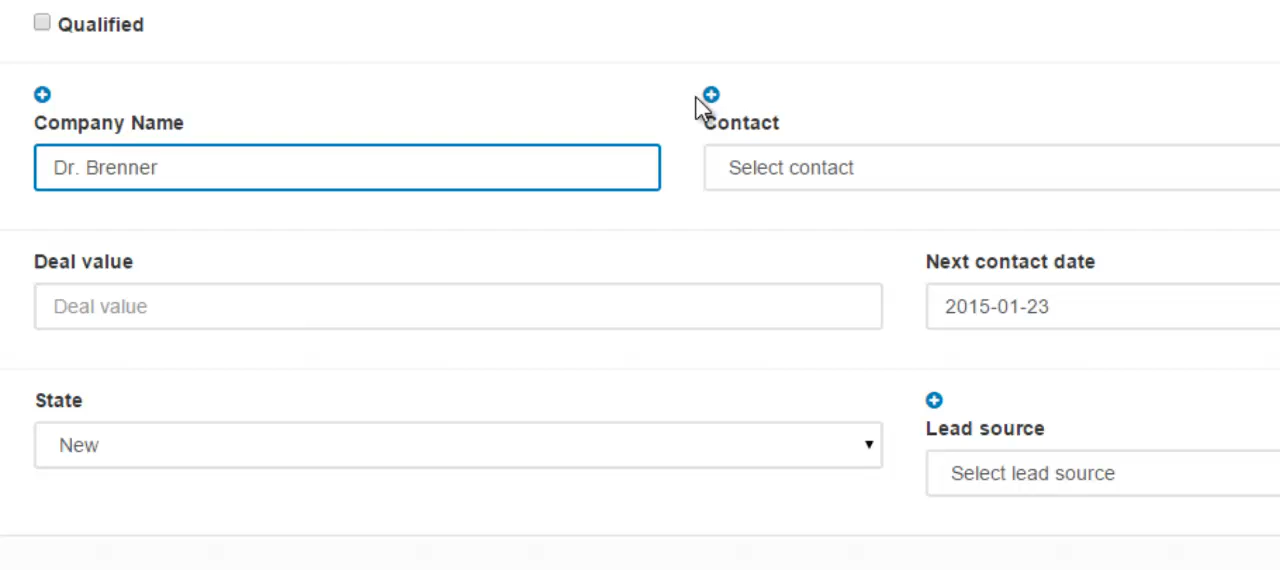 Qualified
Company Name
Contact
Dr. Brenner
Select contact
Deal value
Next contact date
Deal value
2015-01-23
State
Lead source
New
Select lead source